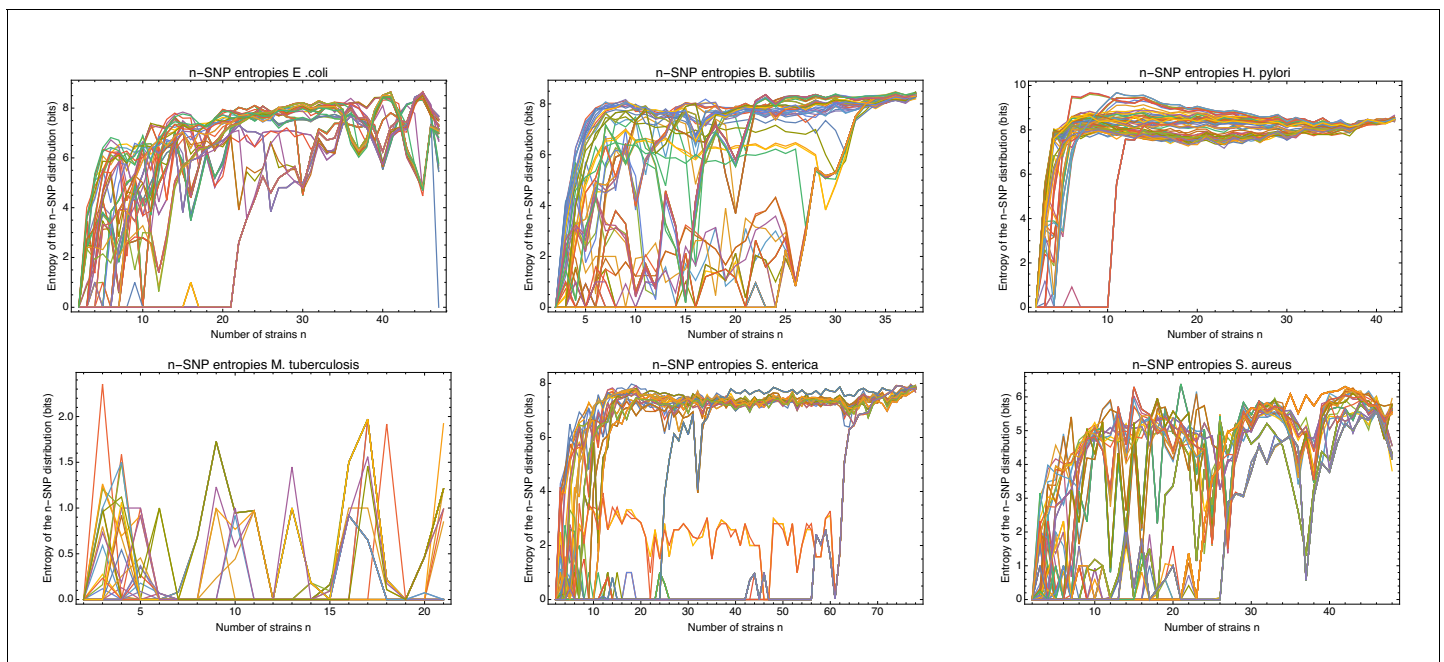 n−SNP entropies E .coli
Entropy of the n−SNP distribution (bits)
8
6
4
2
0
10 20 30 40
Number of strains n
n−SNP entropies B. subtilis
Entropy of the n−SNP distribution (bits)
8
6
4
2
0
5 10 15 20 25 30 35
Number of strains n
n−SNP entropies H. pylori
Entropy of the n−SNP distribution (bits)
10
8
6
4
2
0
10 20 30 40
Number of strains n
n−SNP entropies M. tuberculosis
Entropy of the n−SNP distribution (bits)
2.0
1.5
1.0
0.5
0.0
5 10 15 20
Number of strains n
n−SNP entropies S. enterica
Entropy of the n−SNP distribution (bits)
8
6
4
2
0
10 20 30 40 50 60 70
Number of strains n
n−SNP entropies S. aureus
Entropy of the n−SNP distribution (bits)
6
5
4
3
2
1
0
10 20 30 40
Number of strains n